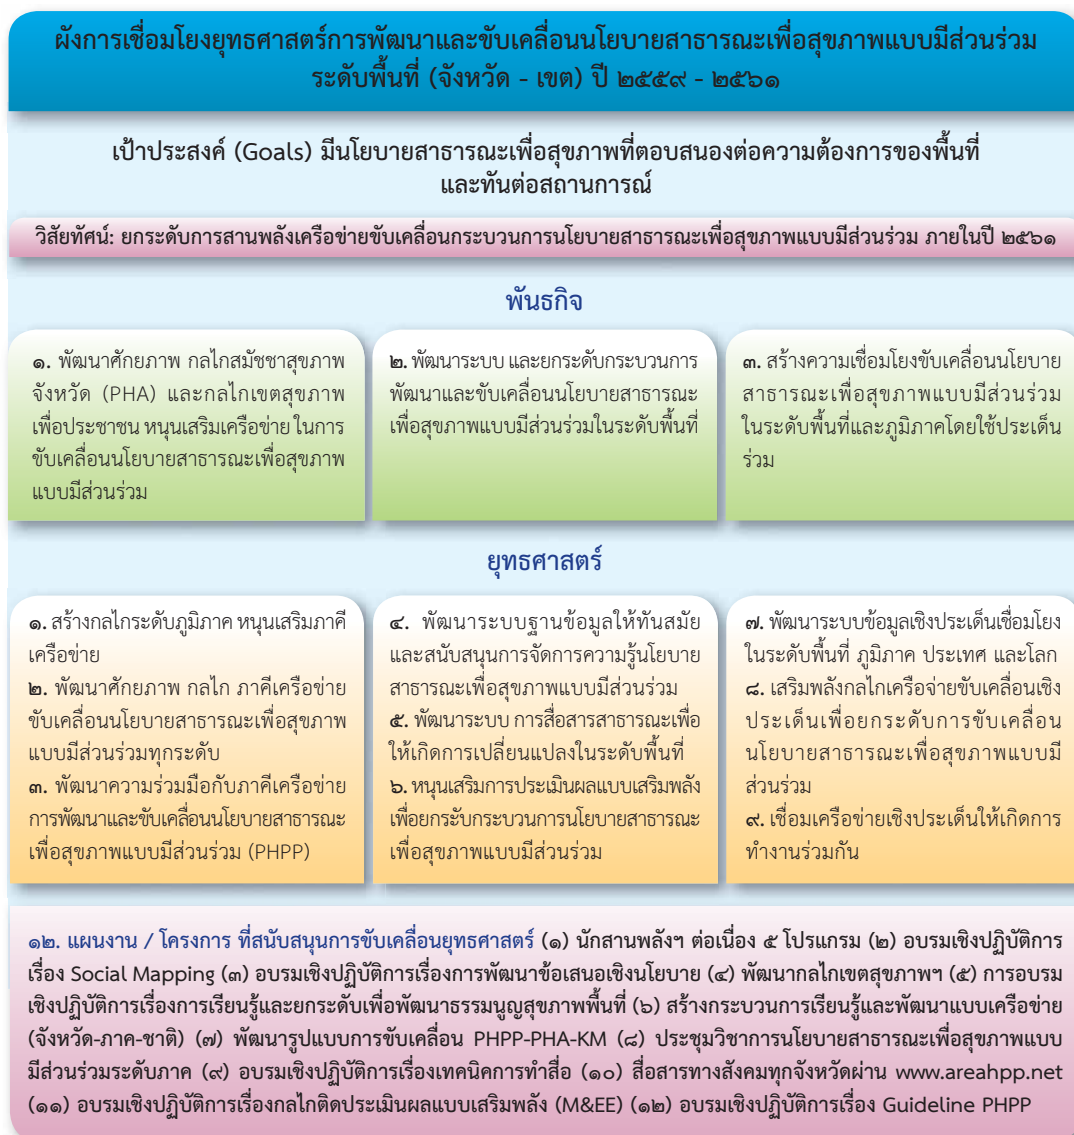 ผังการเชื่อมโยงยุทธศาสตร์การพัฒนาและขับเคลื่อนนโยบายสาธารณะเพื่อสุขภาพแบบมีส่วนร่วม
ระดับพื้นที่ (จังหวัด - เขต) ปี ๒๕๕๙ - ๒๕๖๑
เป้าประสงค์ (Goals) มีนโยบายสาธารณะเพื่อสุขภาพที่ตอบสนองต่อความต้องการของพื้นที่
และทันต่อสถานการณ์
วิสัยทัศน์: ยกระดับการสานพลังเครือข่ายขับเคลื่อนกระบวนการนโยบายสาธารณะเพื่อสุขภาพแบบมีส่วนร่วม ภายในปี ๒๕๖๑
พันธกิจ
๑. พัฒนาศักยภาพ กลไกสมัชชาสุขภาพ
จังหวัด (PHA) และกลไกเขตสุขภาพ
เพื่อประชาชน หนุนเสริมเครือข่าย ในการ
ขับเคลื่อนนโยบายสาธารณะเพื่อสุขภาพ
แบบมีส่วนร่วม
๒. พัฒนาระบบ และยกระดับกระบวนการ
พัฒนาและขับเคลื่อนนโยบายสาธารณะ
เพื่อสุขภาพแบบมีส่วนร่วมในระดับพื้นที่
๓. สร้างความเชื่อมโยงขับเคลื่อนนโยบาย
สาธารณะเพื่อสุขภาพแบบมีส่วนร่วม
ในระดับพื้นที่และภูมิภาคโดยใช้ประเด็น
ร่วม
ยุทธศาสตร์
๑. สร้างกลไกระดับภูมิภาค หนุนเสริมภาคี
เครือข่าย
๒. พัฒนาศักยภาพ กลไก ภาคีเครือข่าย
ขับเคลื่อนนโยบายสาธารณะเพื่อสุขภาพ
แบบมีส่วนร่วมทุกระดับ
๓. พัฒนาความร่วมมือกับภาคีเครือข่าย
การพัฒนาและขับเคลื่อนนโยบายสาธารณะ
เพื่อสุขภาพแบบมีส่วนร่วม (PHPP)
๔. พัฒนาระบบฐานข้อมูลให้ทันสมัย
และสนับสนุนการจัดการความรู้นโยบาย
สาธารณะเพื่อสุขภาพแบบมีส่วนร่วม
๕. พัฒนาระบบ การสื่อสารสาธารณะเพื่อ
ให้เกิดการเปลี่ยนแปลงในระดับพื้นที่
๖. หนุนเสริมการประเมินผลแบบเสริมพลัง
เพื่อยกระับกระบวนการนโยบายสาธารณะ
เพื่อสุขภาพแบบมีส่วนร่วม
๗. พัฒนาระบบข้อมูลเชิงประเด็นเชื่อมโยง
ในระดับพื้นที่ ภูมิภาค ประเทศ และโลก
๘. เสริมพลังกลไกเครือจ่ายขับเคลื่อนเชิง
ประเด็นเพื่อยกระดับการขับเคลื่อน
นโยบายสาธารณะเพื่อสุขภาพแบบมี
ส่วนร่วม
๙. เชื่อมเครือข่ายเชิงประเด็นให้เกิดการ
ทำงานร่วมกัน
๑๒. แผนงาน / โครงการ ที่สนับสนุนการขับเคลื่อนยุทธศาสตร์ (๑) นักสานพลังฯ ต่อเนื่อง ๕ โปรแกรม (๒) อบรมเชิงปฏิบัติการ
เรื่อง Social Mapping (๓) อบรมเชิงปฏิบัติการเรื่องการพัฒนาข้อเสนอเชิงนโยบาย (๔) พัฒนากลไกเขตสุขภาพฯ (๕) การอบรม
เชิงปฏิบัติการเรื่องการเรียนรู้และยกระดับเพื่อพัฒนาธรรมนูญสุขภาพพื้นที่ (๖) สร้างกระบวนการเรียนรู้และพัฒนาแบบเครือข่าย
(จังหวัด-ภาค-ชาติ) (๗) พัฒนารูปแบบการขับเคลื่อน PHPP-PHA-KM (๘) ประชุมวิชาการนโยบายสาธารณะเพื่อสุขภาพแบบ
มีส่วนร่วมระดับภาค (๙) อบรมเชิงปฏิบัติการเรื่องเทคนิคการทำสื่อ (๑๐) สื่อสารทางสังคมทุกจังหวัดผ่าน www.areahpp.net
(๑๑) อบรมเชิงปฏิบัติการเรื่องกลไกติดประเมินผลแบบเสริมพลัง (M&EE) (๑๒) อบรมเชิงปฏิบัติการเรื่อง Guideline PHPP